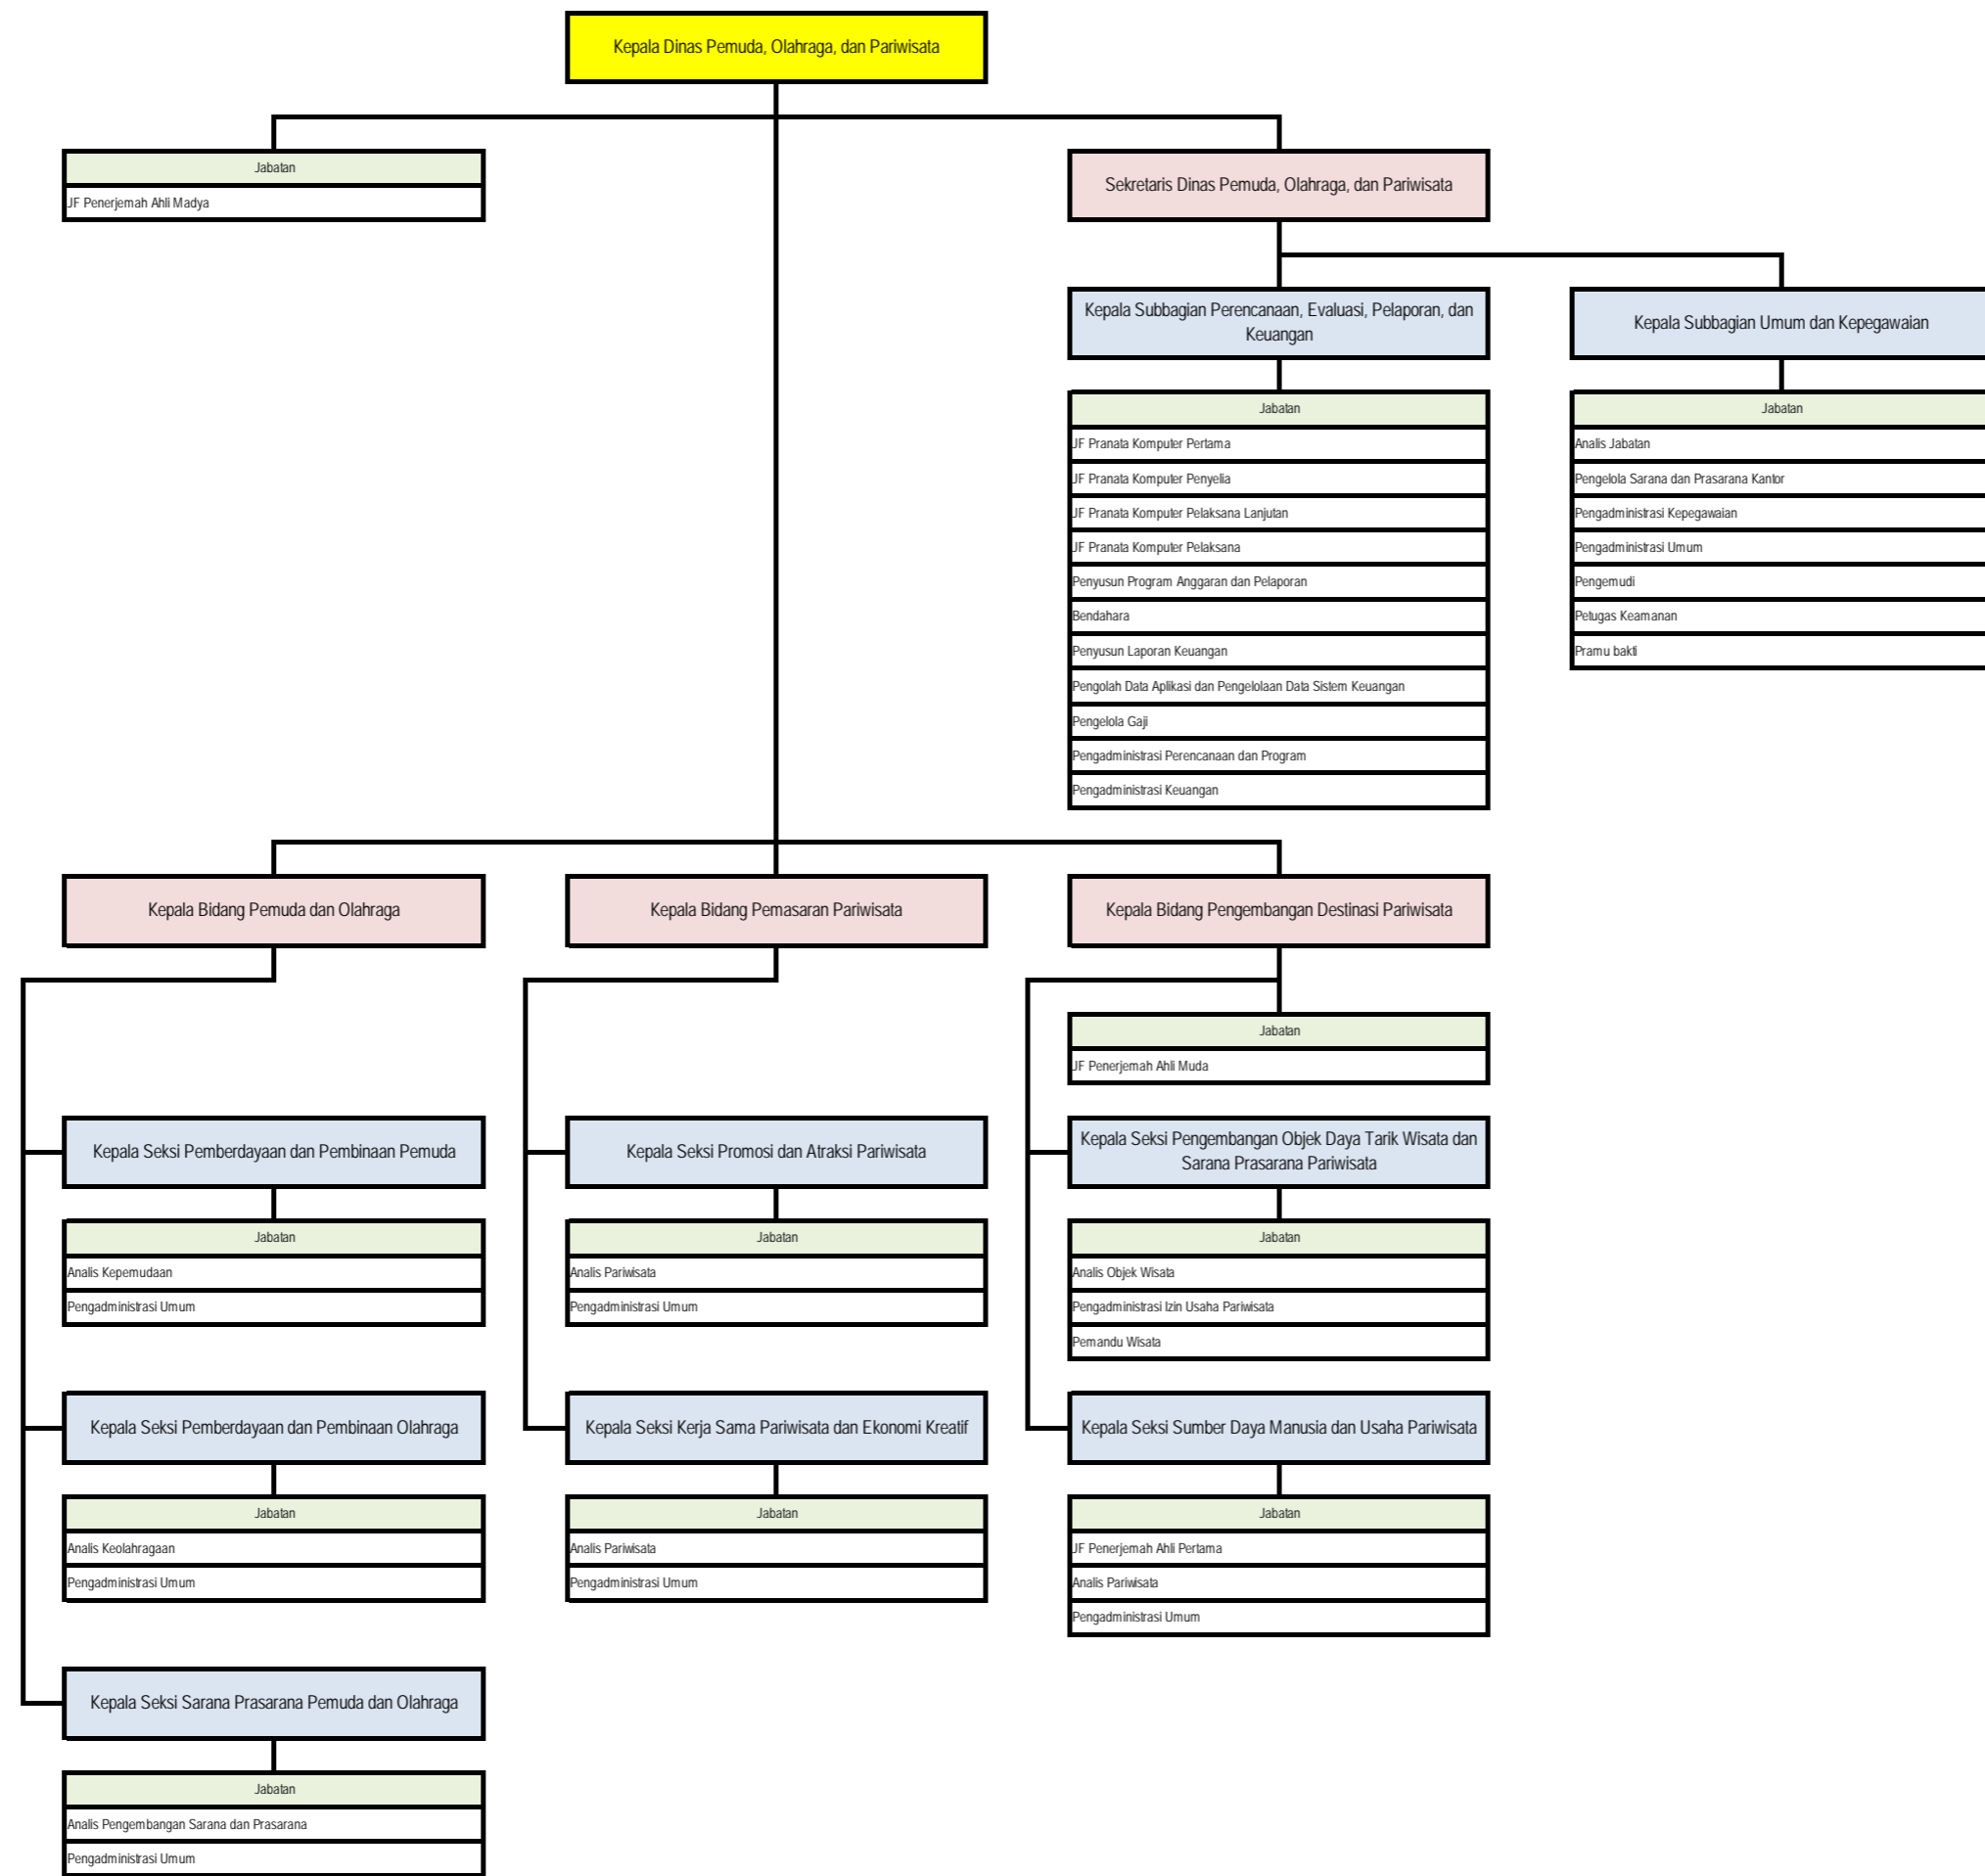 Kepala Dinas Pemuda, Olahraga, dan Pariwisata
Jabatan
JF Penerjemah Ahli Madya
Sekretaris Dinas Pemuda, Olahraga, dan Pariwisata
Kepala Subbagian Perencanaan, Evaluasi, Pelaporan, dan
Keuangan
Kepala Subbagian Umum dan Kepegawaian
Jabatan
JF Pranata Komputer Pertama
JF Pranata Komputer Penyelia
JF Pranata Komputer Pelaksana Lanjutan
JF Pranata Komputer Pelaksana
Penyusun Program Anggaran dan Pelaporan
Bendahara
Penyusun Laporan Keuangan
Pengolah Data Aplikasi dan Pengelolaan Data Sistem Keuangan
Pengelola Gaji
Pengadministrasi Perencanaan dan Program
Pengadministrasi Keuangan
Jabatan
Analis Jabatan
Pengelola Sarana dan Prasarana Kantor
Pengadministrasi Kepegawaian
Pengadministrasi Umum
Pengemudi
Petugas Keamanan
Pramu bakti
Kepala Bidang Pemuda dan Olahraga
Kepala Bidang Pemasaran Pariwisata
Kepala Bidang Pengembangan Destinasi Pariwisata
Jabatan
JF Penerjemah Ahli Muda
Kepala Seksi Pemberdayaan dan Pembinaan Pemuda
Kepala Seksi Promosi dan Atraksi Pariwisata
Kepala Seksi Pengembangan Objek Daya Tarik Wisata dan
Sarana Prasarana Pariwisata
Jabatan
Analis Kepemudaan
Pengadministrasi Umum
Jabatan
Analis Pariwisata
Pengadministrasi Umum
Jabatan
Analis Objek Wisata
Pengadministrasi Izin Usaha Pariwisata
Pemandu Wisata
Kepala Seksi Pemberdayaan dan Pembinaan Olahraga
Kepala Seksi Kerja Sama Pariwisata dan Ekonomi Kreatif
Kepala Seksi Sumber Daya Manusia dan Usaha Pariwisata
Jabatan
Analis Keolahragaan
Pengadministrasi Umum
Jabatan
Analis Pariwisata
Pengadministrasi Umum
Jabatan
JF Penerjemah Ahli Pertama
Analis Pariwisata
Pengadministrasi Umum
Kepala Seksi Sarana Prasarana Pemuda dan Olahraga
Jabatan
Analis Pengembangan Sarana dan Prasarana
Pengadministrasi Umum